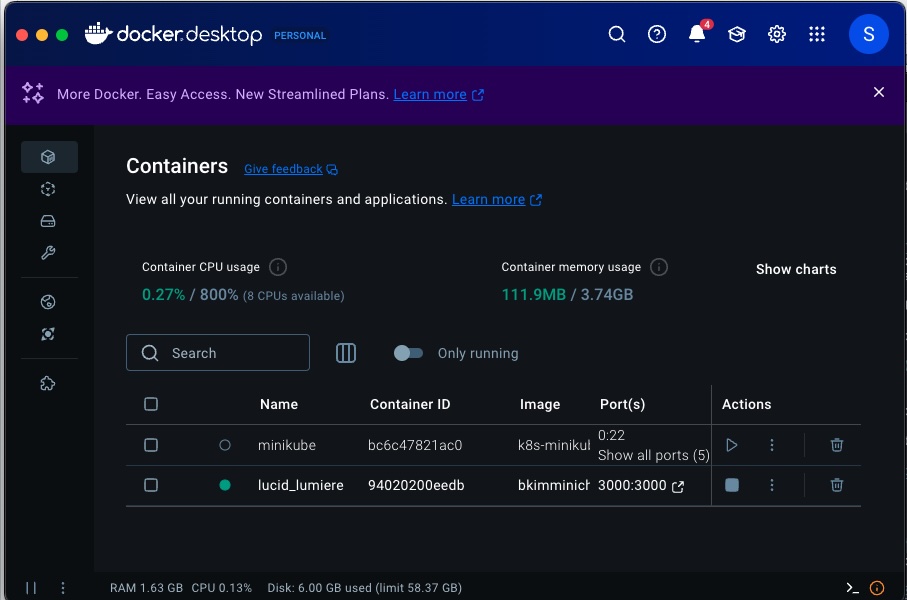 docker.desktop PERSONAL 4 S
More Docker. Easy Access. New Streamlined Plans. Learn more
Containers Give feedback
View all your running containers and applications. Learn more
Container CPU usage Container memory usage Show charts
0.27% / 800% (8 CPUs available) 111.9MB / 3.74GB
Search Only running
Name Container ID Image Port(s) Actions
minikube bc6c47821ac0 k8s-miniku 0:22
Show all ports (5)
lucid_lumiere 94020200eedb bkimminich 3000:3000
RAM 1.63 GB CPU 0.13% Disk: 6.00 GB used (limit 58.37 GB)